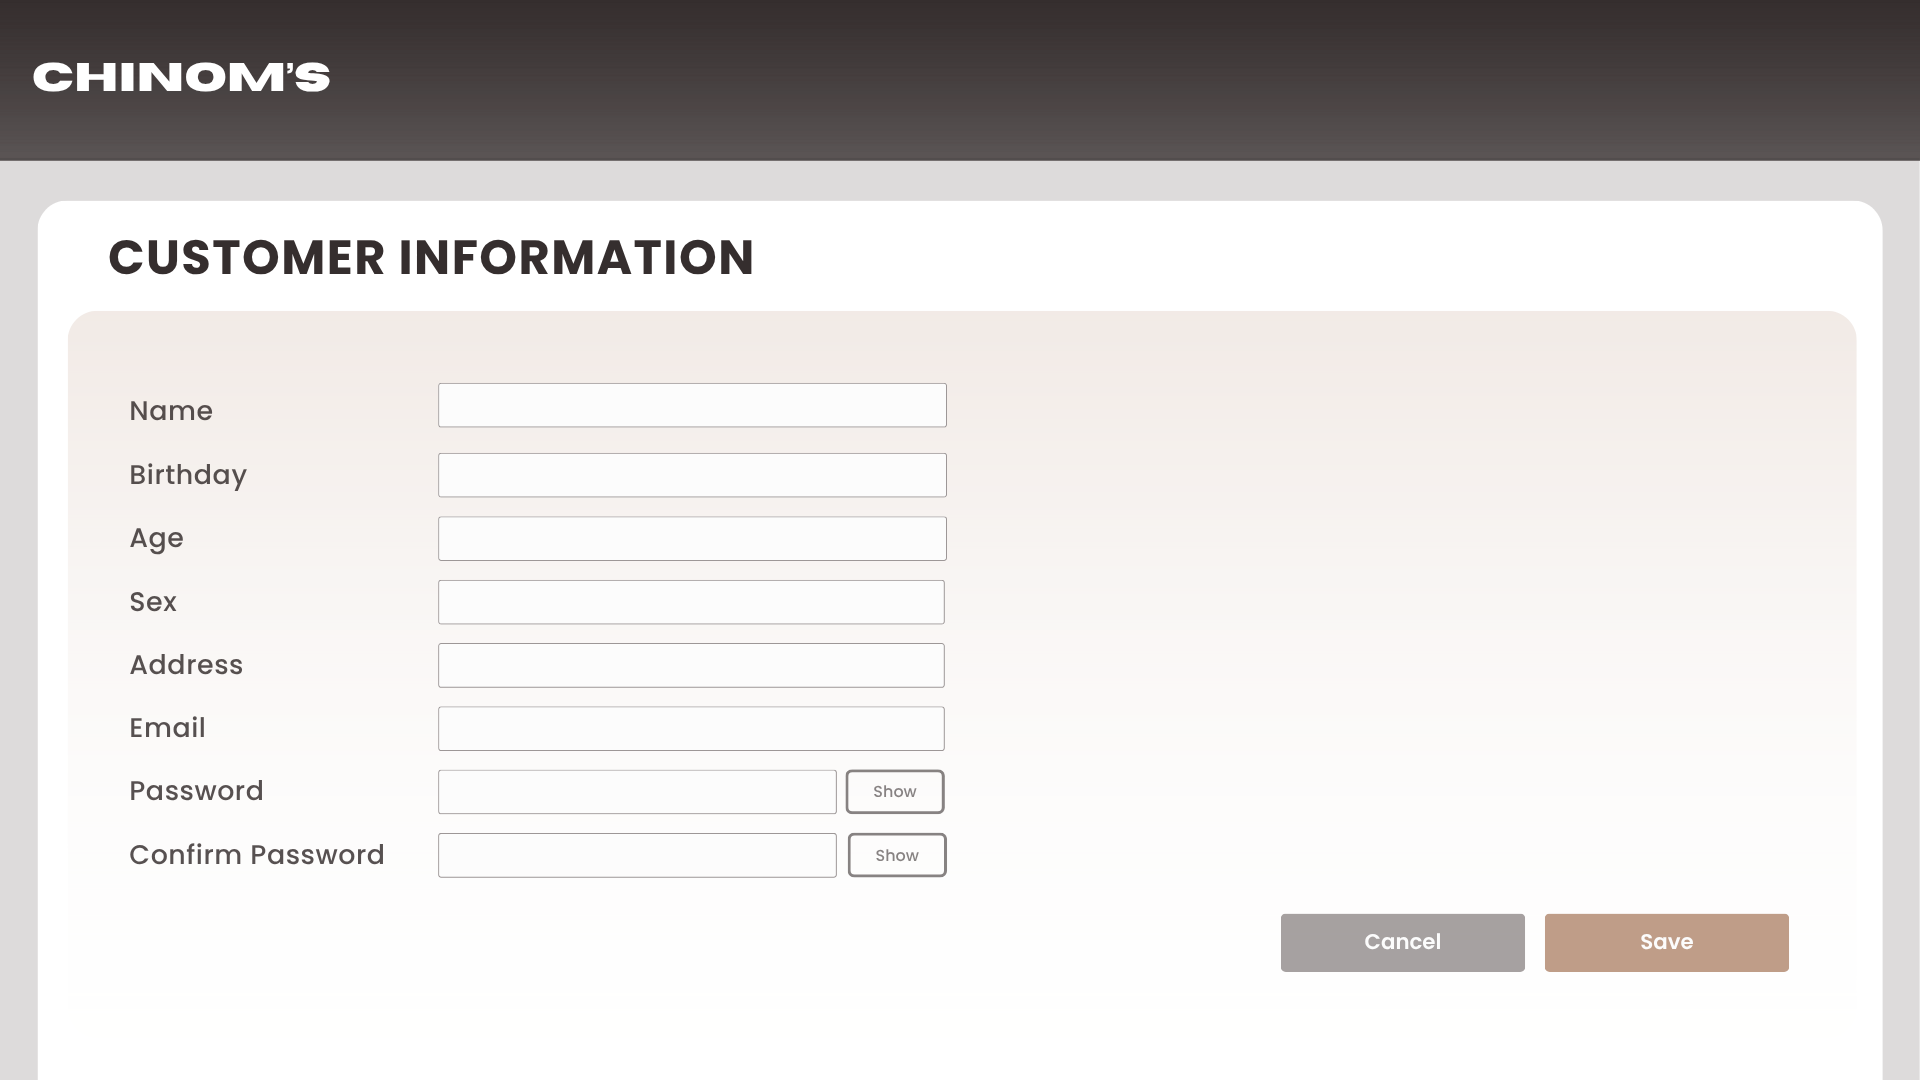 CHINOM'S
CUSTOMER INFORMATION
Name
Birthday
Age
Sex
Address
Email
Password
Show
Confirm Password
Show
Cancel
Save